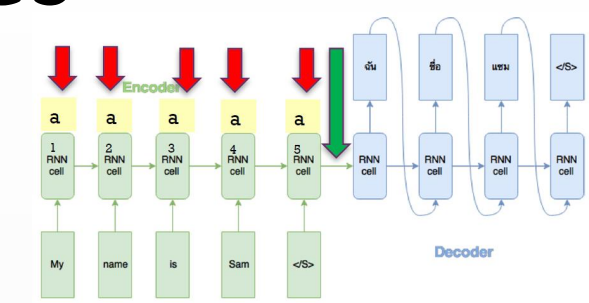 Encoder
a a a a a
1 2 3 4 5
RNN RNN RNN RNN RNN RNN RNN RNN RNN
cell cell cell cell cell cell cell cell cell
My name is Sam </S>
ฉัน ชื่อ แซม </S>
Decoder